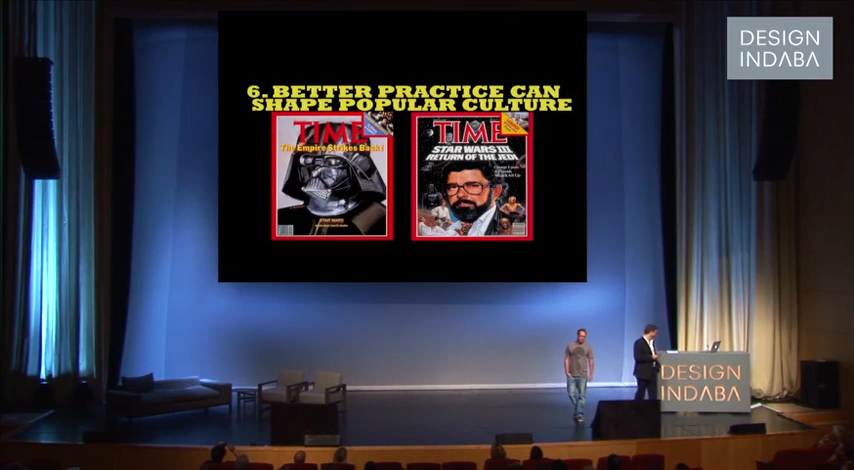 DESIGN
INDABA
6. BETTER PRACTICE CAN
SHAPE POPULAR CULTURE
TIME
The Empire Strikes Back!
TIME
STAR WARS III
RETURN OF THE JEDI
DESIGN
INDABA